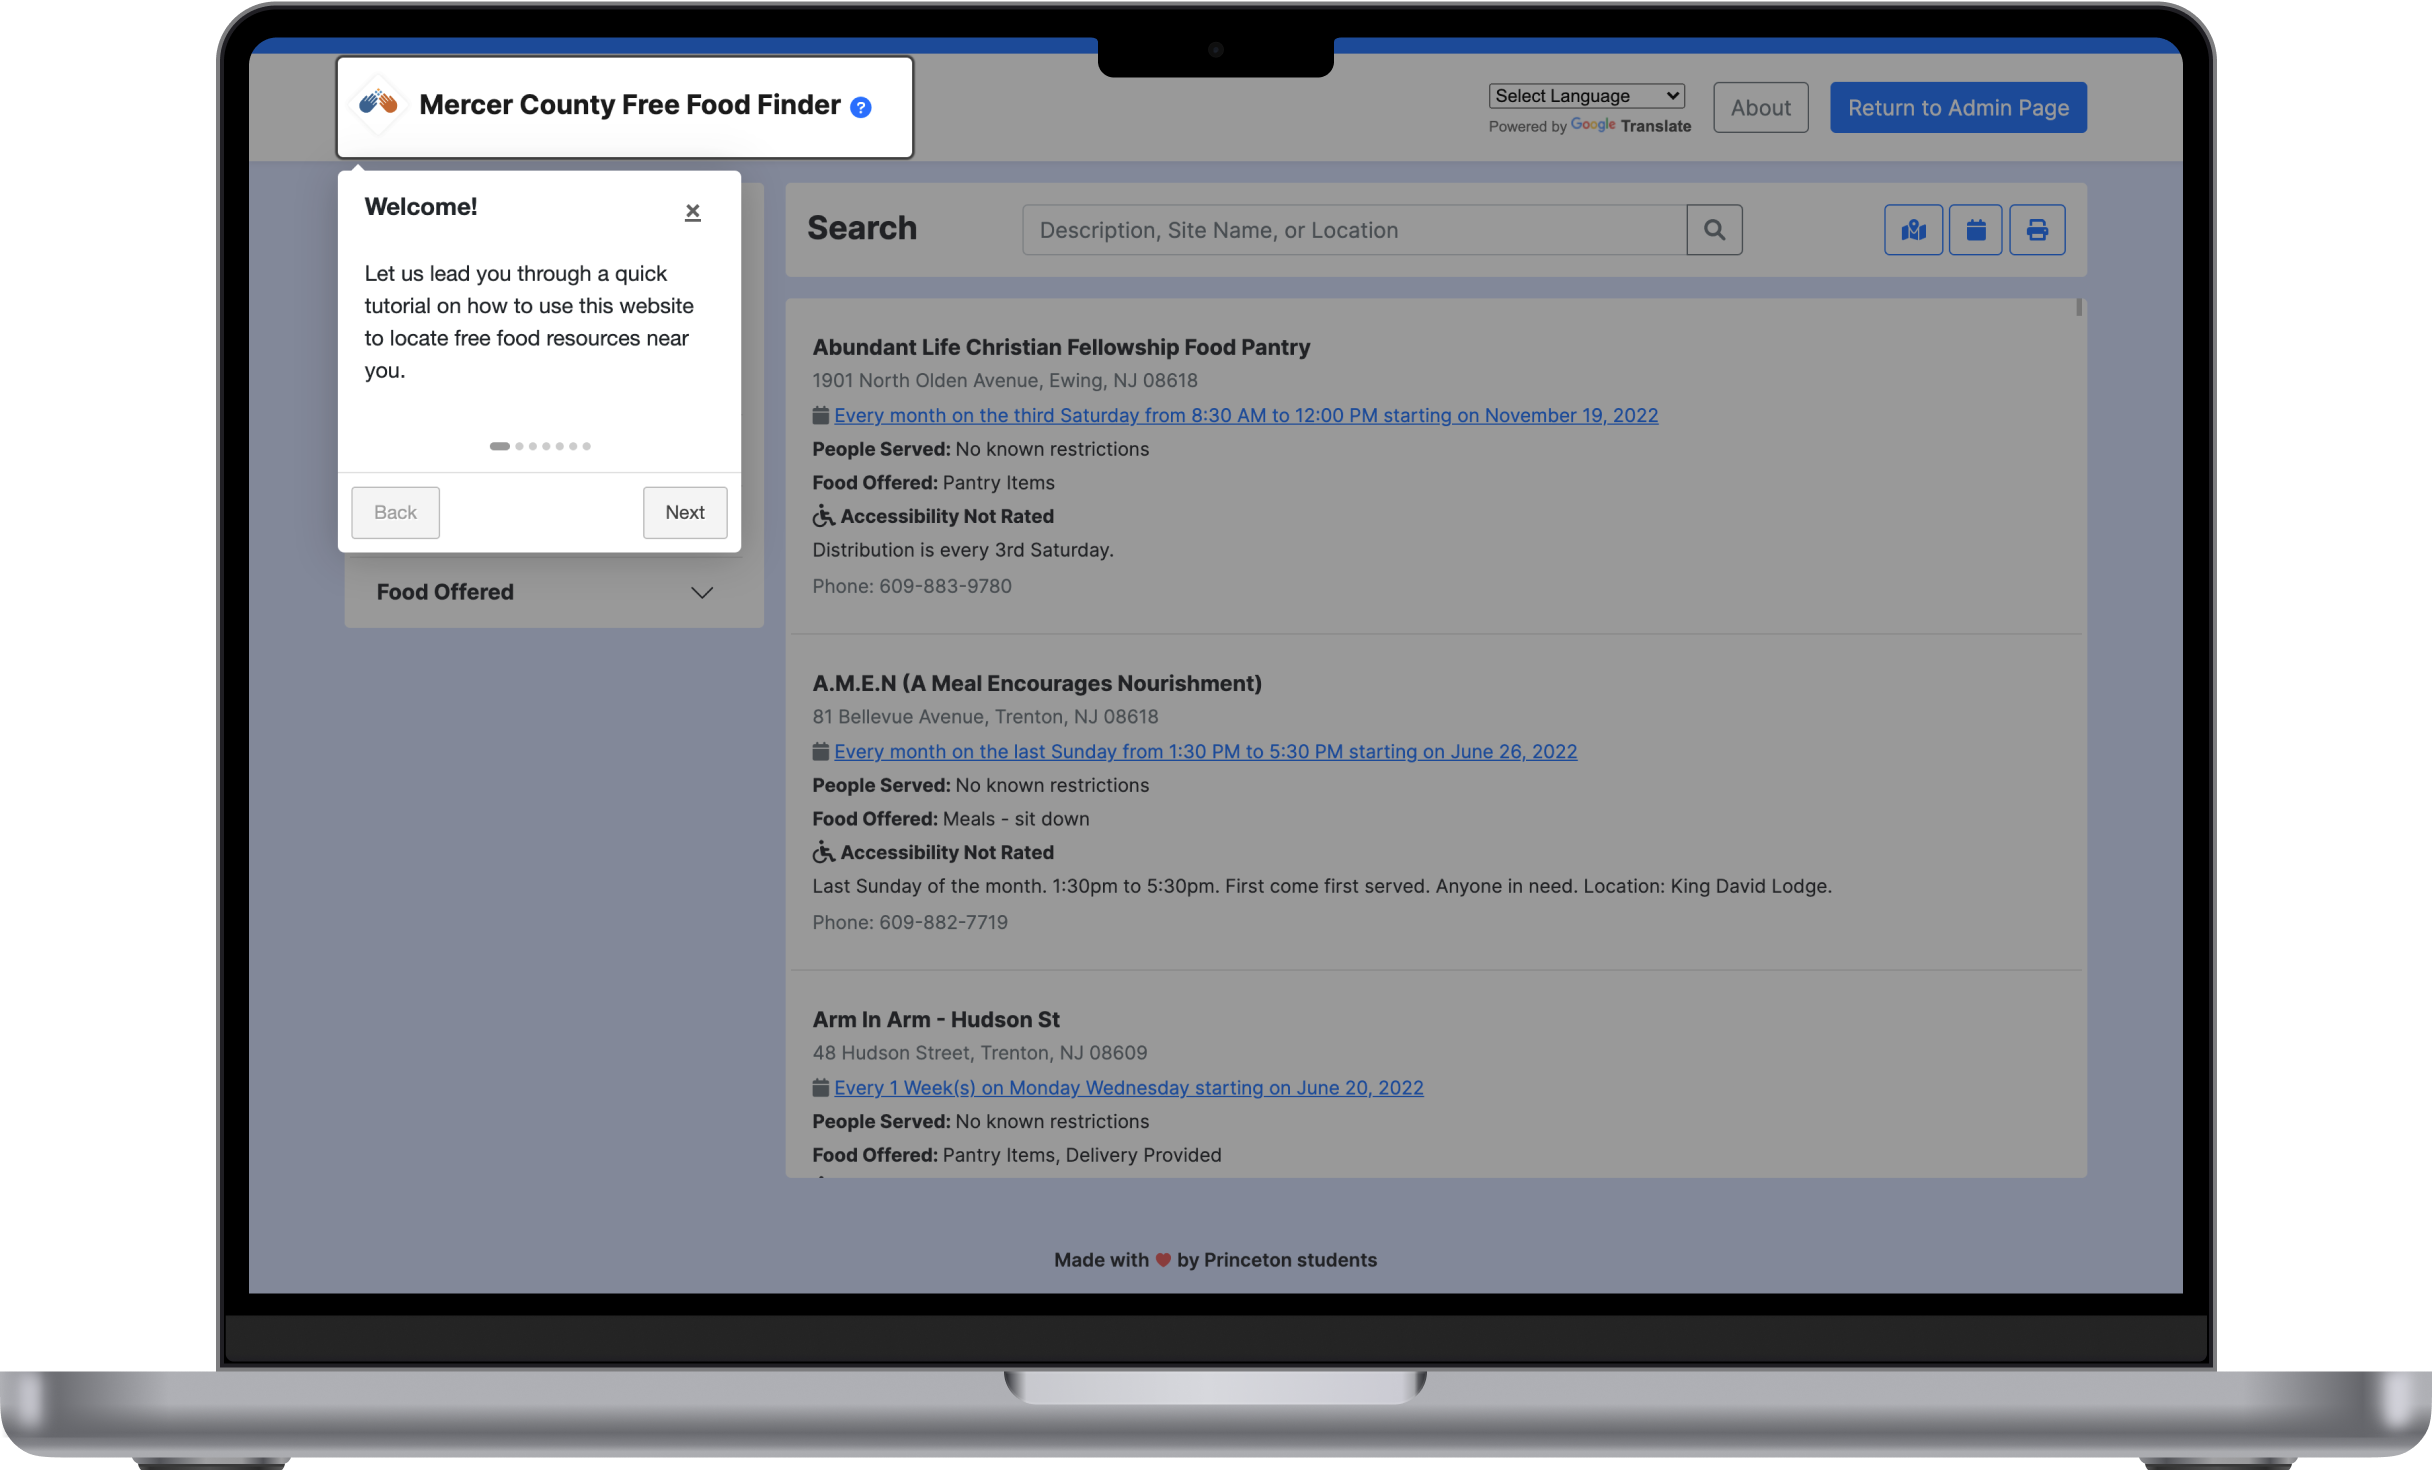 Mercer County Free Food Finder ?
Select Language
Powered by Google Translate
About
Return to Admin Page
Welcome!
×
Let us lead you through a quick
tutorial on how to use this website
to locate free food resources near
you.
Back
Next
Food Offered
Search
Description, Site Name, or Location
Abundant Life Christian Fellowship Food Pantry
1901 North Olden Avenue, Ewing, NJ 08618
Every month on the third Saturday from 8:30 AM to 12:00 PM starting on November 19, 2022
People Served: No known restrictions
Food Offered: Pantry Items
Accessibility Not Rated
Distribution is every 3rd Saturday.
Phone: 609-883-9780
A.M.E.N (A Meal Encourages Nourishment)
81 Bellevue Avenue, Trenton, NJ 08618
Every month on the last Sunday from 1:30 PM to 5:30 PM starting on June 26, 2022
People Served: No known restrictions
Food Offered: Meals - sit down
Accessibility Not Rated
Last Sunday of the month. 1:30pm to 5:30pm. First come first served. Anyone in need. Location: King David Lodge.
Phone: 609-882-7719
Arm In Arm - Hudson St
48 Hudson Street, Trenton, NJ 08609
Every 1 Week(s) on Monday Wednesday starting on June 20, 2022
People Served: No known restrictions
Food Offered: Pantry Items, Delivery Provided
Made with ❤ by Princeton students